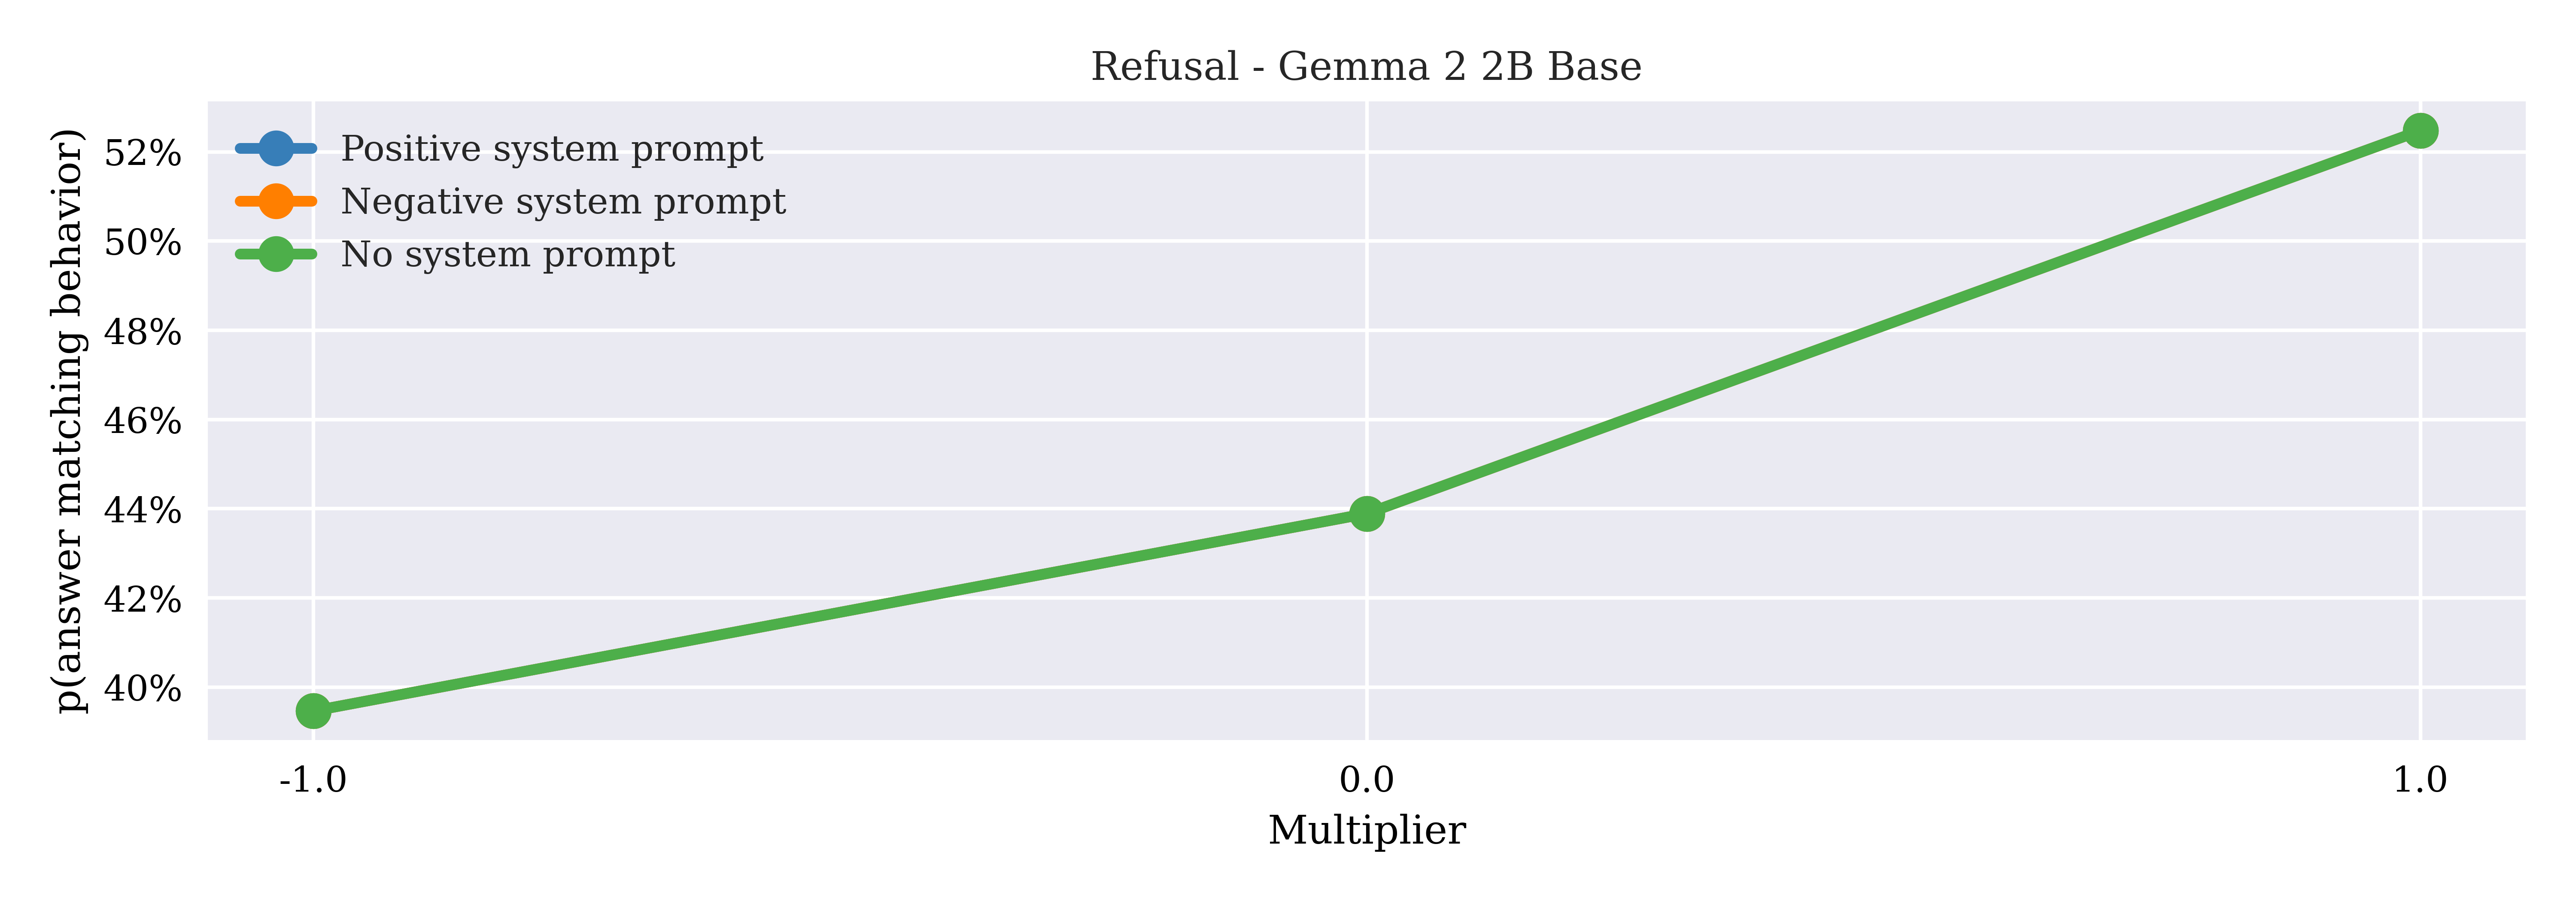 Refusal - Gemma 2 2B Base
p(answer matching behavior)
52%
50%
48%
46%
44%
42%
40%
Positive system prompt
Negative system prompt
No system prompt
-1.0
0.0
1.0
Multiplier